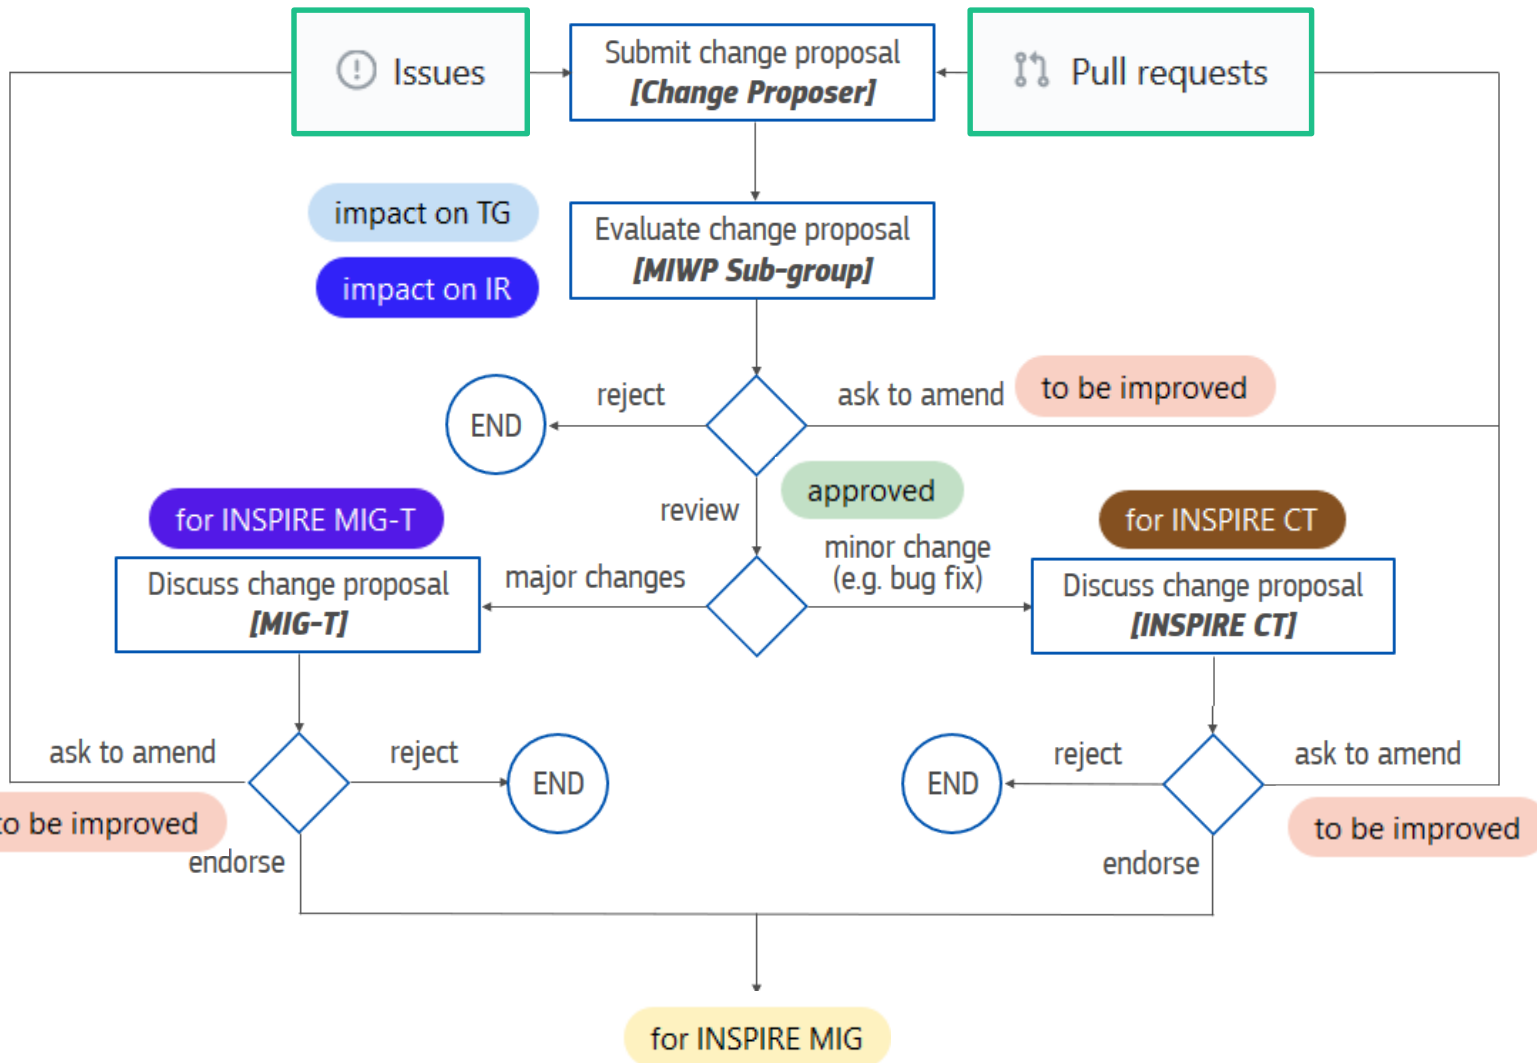 Issues
Submit change proposal
[Change Proposer]
Pull requests
impact on TG
impact on IR
Evaluate change proposal
[MIWP Sub-group]
reject
ask to amend
to be improved
END
review
approved
for INSPIRE MIG-T
for INSPIRE CT
major changes
minor change
(e.g. bug fix)
Discuss change proposal
[MIG-T]
Discuss change proposal
[INSPIRE CT]
ask to amend
reject
END
END
reject
ask to amend
to be improved
to be improved
endorse
endorse
for INSPIRE MIG